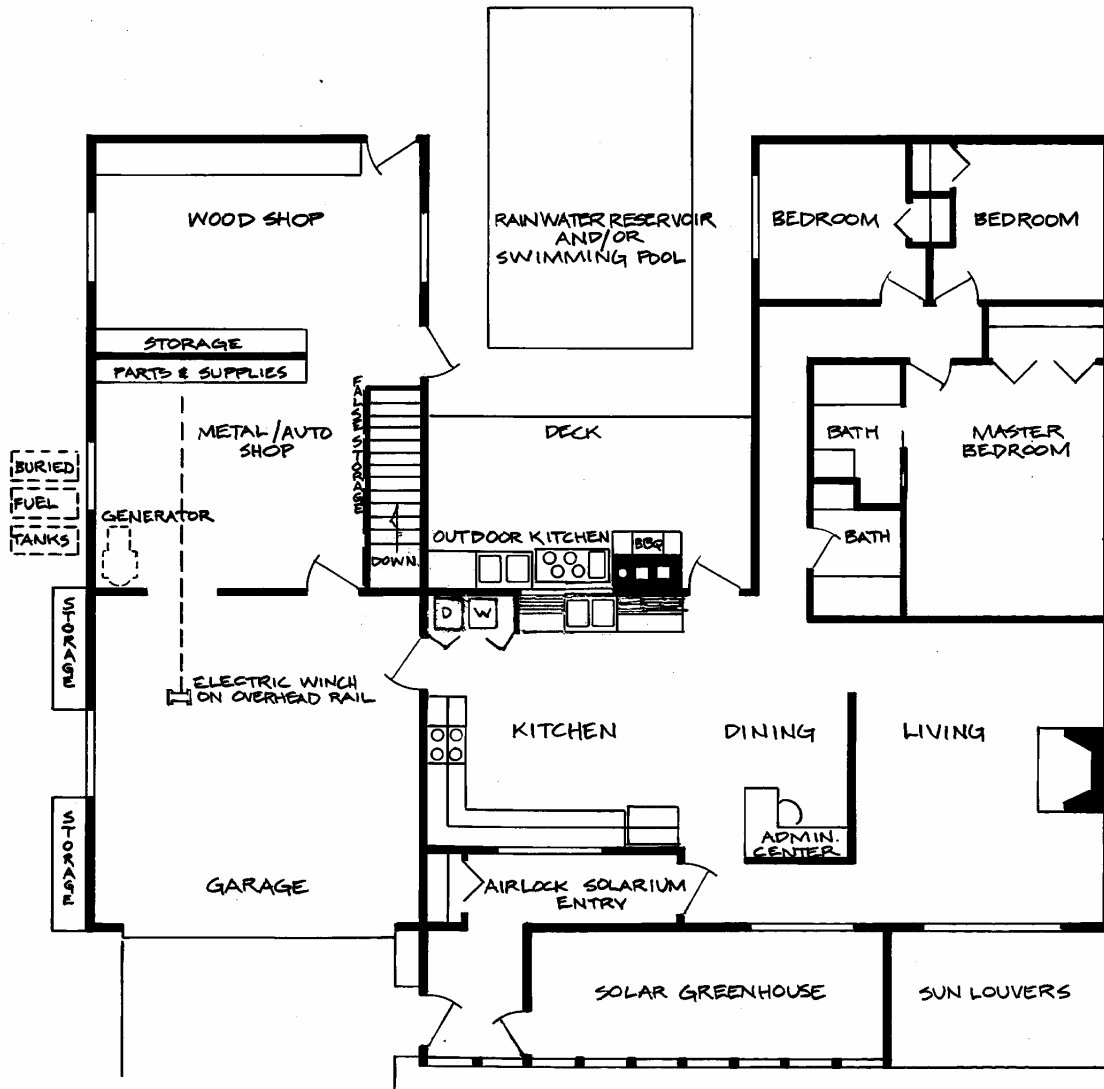 WOOD SHOP
RAINWATER RESERVOIR
AND/OR
SWIMMING POOL
BEDROOM
BEDROOM
STORAGE
PARTS & SUPPLIES
FALSE STORAGE
METAL/AUTO
SHOP
DECK
BATH
MASTER
BEDROOM
BURIED
FUEL
TANKS
GENERATOR
OUTDOOR KITCHEN
BBQ
BATH
DOWN
STORAGE
D
W
ELECTRIC WINCH
ON OVERHEAD RAIL
KITCHEN
DINING
LIVING
STORAGE
ADMIN.
CENTER
GARAGE
AIRLOCK SOLARIUM
ENTRY
SOLAR GREENHOUSE
SUN LOUVERS